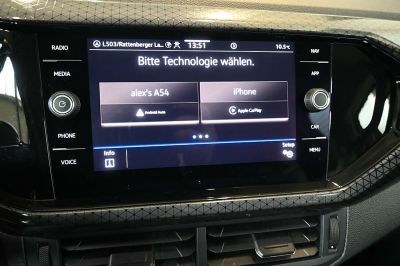 RADIO
MEDIA
PHONE
VOICE
L503/Rattenberger La... 13:51 10.5°C
Bitte Technologie wählen.
alex's A54
Android Auto
iPhone
Apple CarPlay
Info
Setup
NAV
APP
CAR
MENU